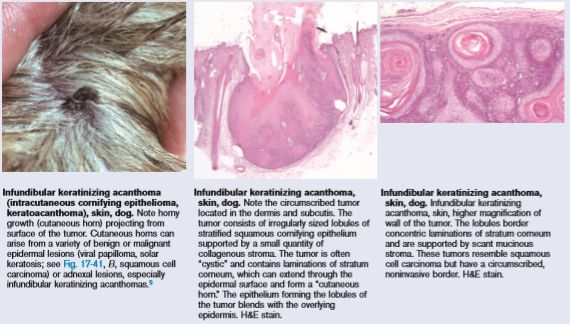 Infundibular keratinizing acanthoma
(intracutaneous cornifying epithelioma,
keratoacanthoma), skin, dog. Note horny
growth (cutaneous horn) projecting from
surface of the tumor. Cutaneous horns can
arise from a variety of benign or malignant
epidermal lesions (viral papilloma, solar
keratosis; see Fig. 17-41, B, squamous cell
carcinoma) or adnexal lesions, especially
infundibular keratinizing acanthomas.9
Infundibular keratinizing acanthoma,
skin, dog. Note the circumscribed tumor
located in the dermis and subcutis. The
tumor consists of irregularly sized lobules of
stratified squamous cornifying epithelium
supported by a small quantity of
collagenous stroma. The tumor is often
"cystic" and contains laminations of stratum
corneum, which can extend through the
epidermal surface and form a "cutaneous
horn." The epithelium forming the lobules of
the tumor blends with the overlying
epidermis. H&E stain.
Infundibular keratinizing acanthoma,
skin, dog. Infundibular keratinizing
acanthoma, skin, higher magnification of
wall of the tumor. The lobules border
concentric laminations of stratum corneum
and are supported by scant mucinous
stroma. These tumors resemble squamous
cell carcinoma but have a circumscribed,
noninvasive border. H&E stain.